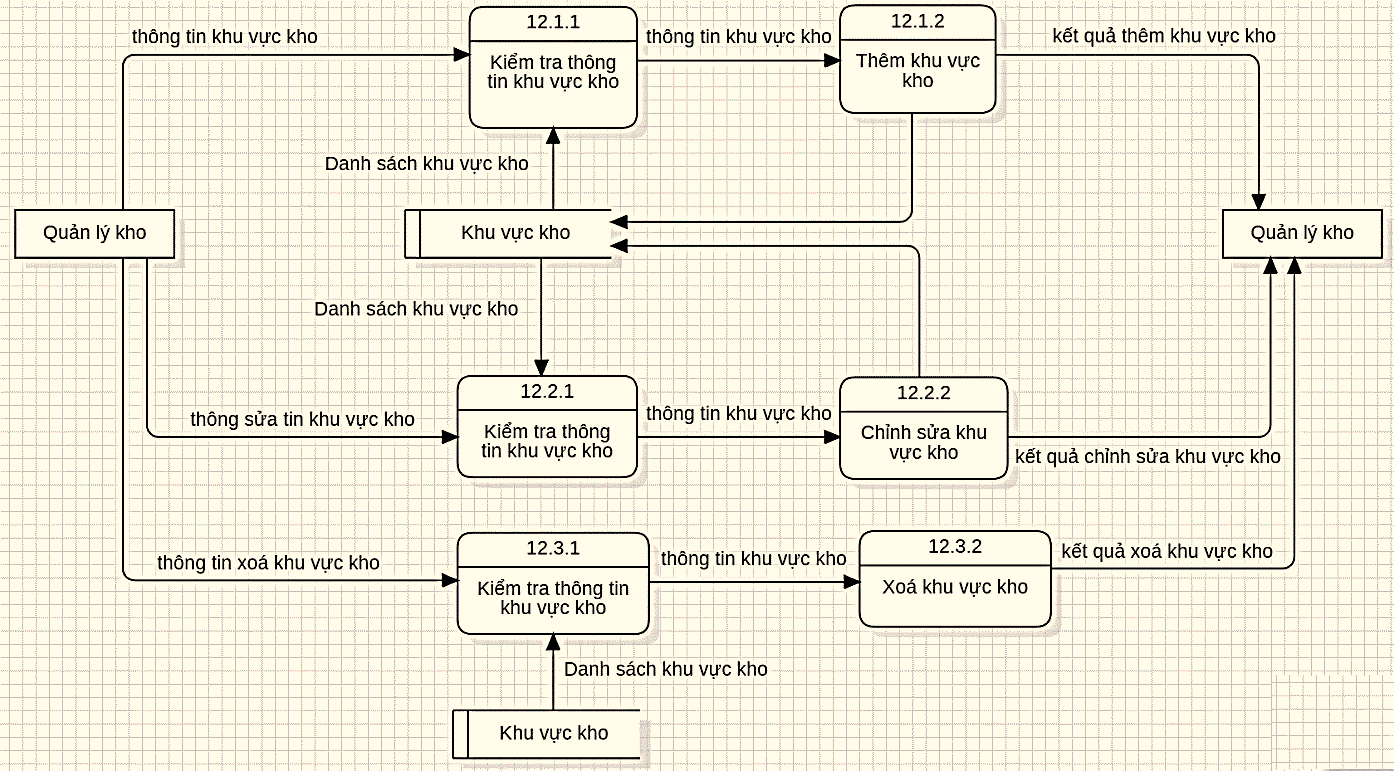 12.1.1
12.1.2
thông tin khu vực kho
thông tin khu vực kho
kết quả thêm khu vực kho
Kiểm tra thông
tin khu vực kho
Thêm khu vực
kho
Danh sách khu vực kho
Quản lý kho
Khu vực kho
Quản lý kho
Danh sách khu vực kho
12.2.1
12.2.2
thông sửa tin khu vực kho
thông tin khu vực kho
Kiểm tra thông
tin khu vực kho
Chỉnh sửa khu
vực kho
kết quả chỉnh sửa khu vực kho
12.3.1
12.3.2
thông tin xoá khu vực kho
thông tin khu vực kho
kết quả xoá khu vực kho
Kiểm tra thông tin
khu vực kho
Xoá khu vực kho
Danh sách khu vực kho
Khu vực kho